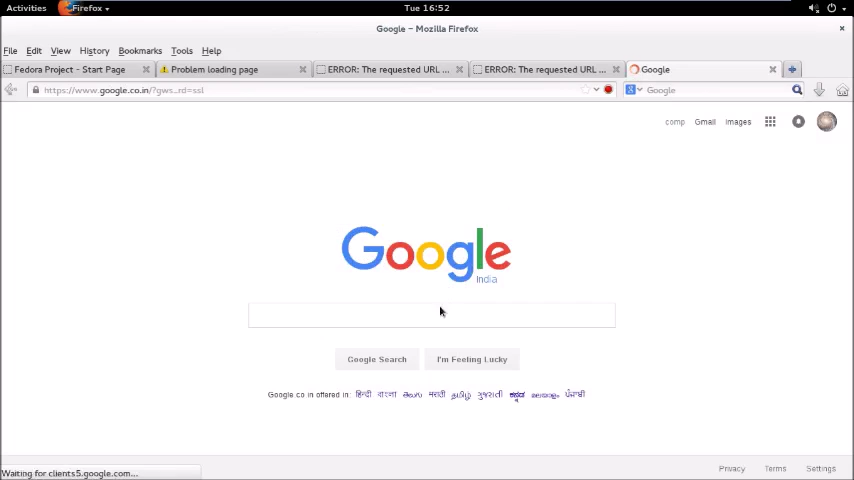 Activities Firefox Tue 16:52
Google - Mozilla Firefox
File Edit View History Bookmarks Tools Help
Fedora Project - Start Page Problem loading page ERROR: The requested URL ... ERROR: The requested URL ... Google
https://www.google.co.in/?gws_rd=ssl Google
comp Gmail Images
Google
India
Google Search I'm Feeling Lucky
Google.co.in offered in: हिन्दी বাংলা తెలుగు मराठी தமிழ் ગુજરાતી ಕನ್ನಡ മലയാളം ਪੰਜਾਬੀ
Waiting for clients5.google.com...
Privacy Terms Settings